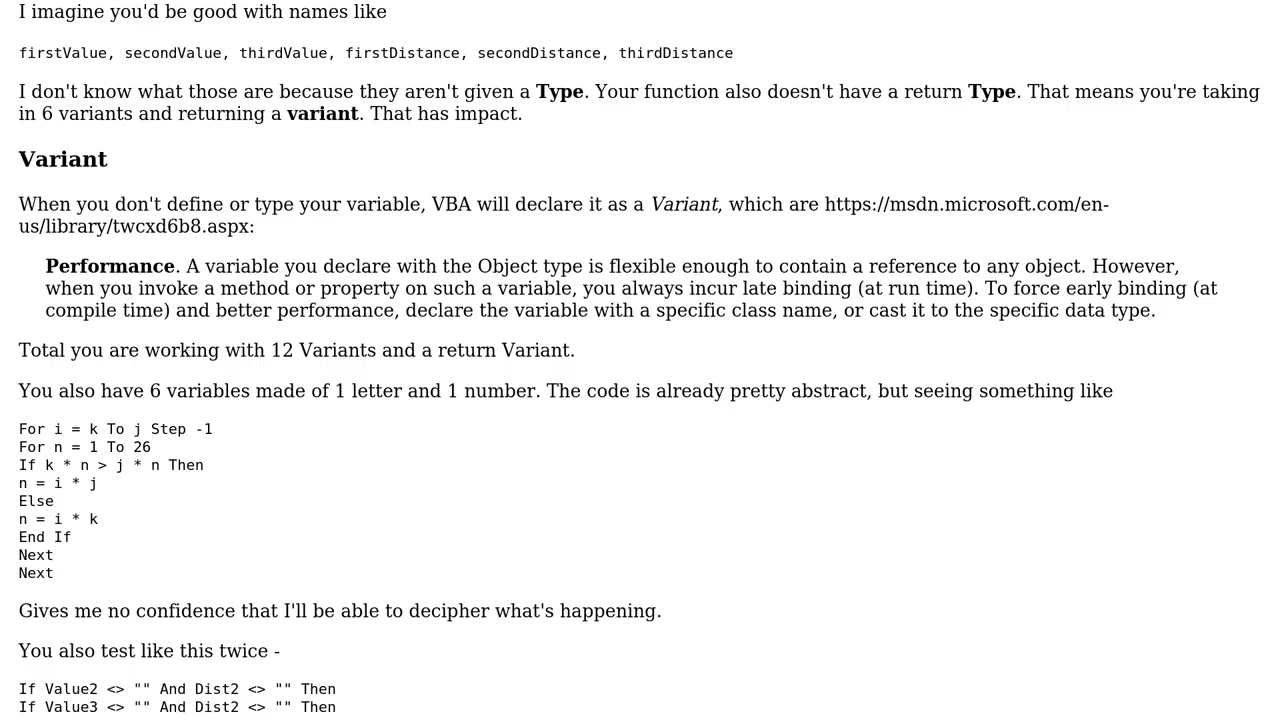 I imagine you'd be good with names like
firstValue, secondValue, thirdValue, firstDistance, secondDistance, thirdDistance
I don't know what those are because they aren't given a Type. Your function also doesn't have a return Type. That means you're taking
in 6 variants and returning a variant. That has impact.
Variant
When you don't define or type your variable, VBA will declare it as a Variant, which are https://msdn.microsoft.com/en-
us/library/twcxd6b8.aspx:
Performance. A variable you declare with the Object type is flexible enough to contain a reference to any object. However,
when you invoke a method or property on such a variable, you always incur late binding (at run time). To force early binding (at
compile time) and better performance, declare the variable with a specific class name, or cast it to the specific data type.
Total you are working with 12 Variants and a return Variant.
You also have 6 variables made of 1 letter and 1 number. The code is already pretty abstract, but seeing something like
For i = k To j Step -1
For n = 1 To 26
If k * n > j * n Then
n = i * j
Else
n = i * k
End If
Next
Next
Gives me no confidence that I'll be able to decipher what's happening.
You also test like this twice -
If Value2 <> "" And Dist2 <> "" Then
If Value3 <> "" And Dist2 <> "" Then